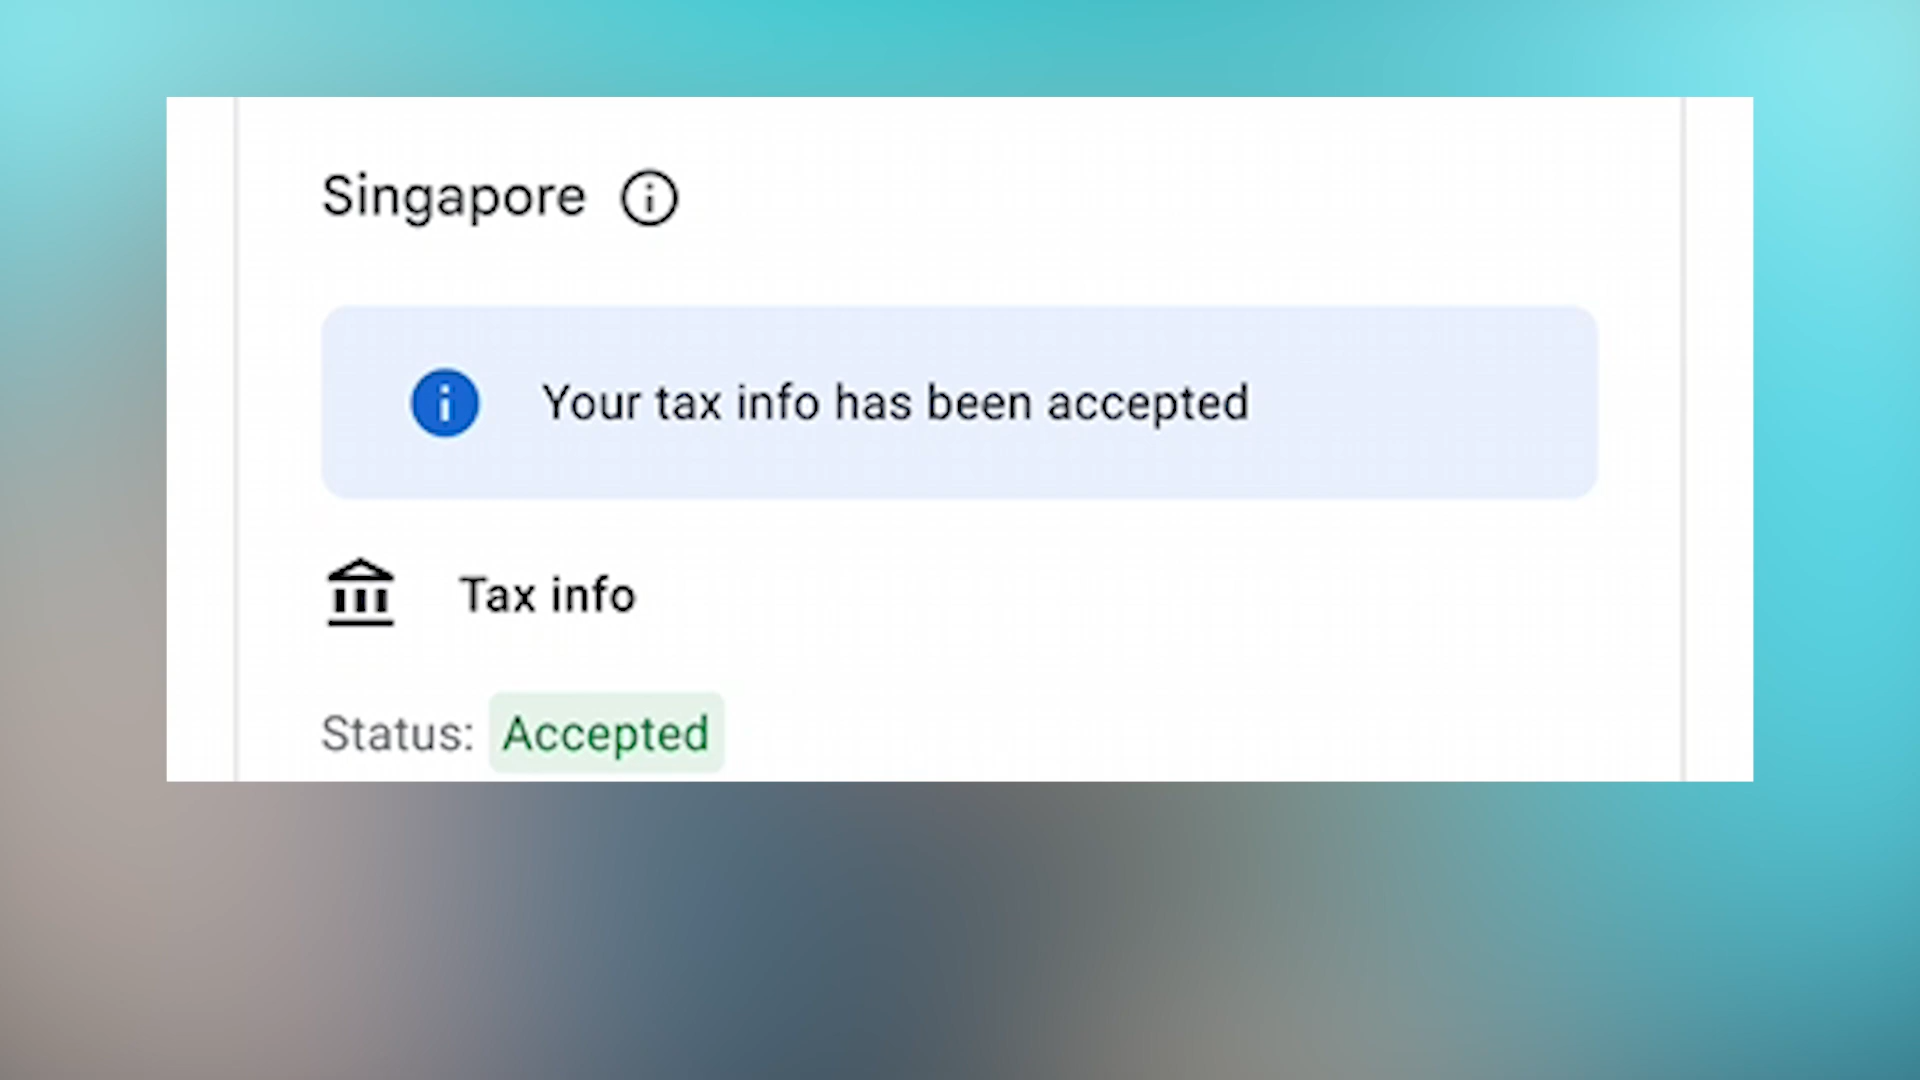 Singapore
Your tax info has been accepted
Tax info
Status: Accepted